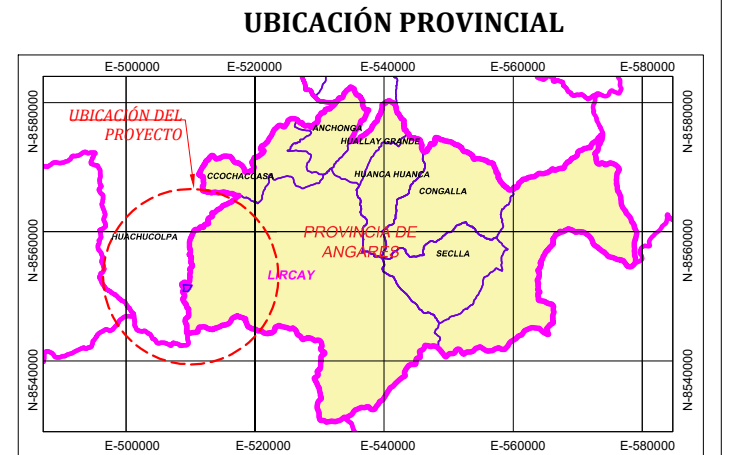 UBICACIÓN PROVINCIAL
E-500000 E-520000 E-540000 E-560000 E-580000
N-8580000 N-8580000
UBICACIÓN DEL
PROYECTO
ANCHONGA
HUALLAY GRANDE
CCOCHACCASA
HUANCA HUANCA
CONGALLA
HUACHUCOLPA
PROVINCIA DE
ANGARES
N-8560000 N-8560000
SECLLA
LIRCAY
N-8540000 N-8540000
E-500000 E-520000 E-540000 E-560000 E-580000